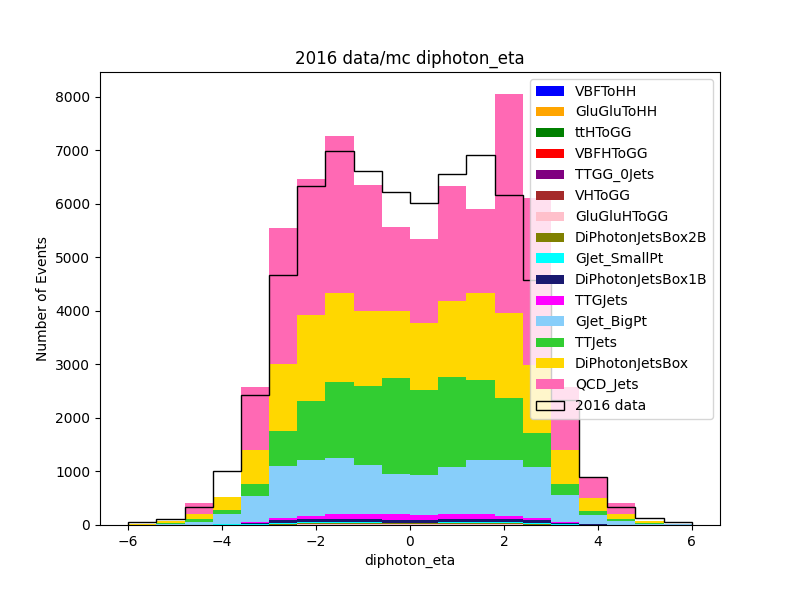 2016 data/mc diphoton_eta
Number of Events
8000
7000
6000
5000
4000
3000
2000
1000
0
−6
−4
−2
0
2
4
6
diphoton_eta
VBFToHH
GluGluToHH
ttHToGG
VBFHToGG
TTGG_0Jets
VHToGG
GluGluHToGG
DiPhotonJetsBox2B
GJet_SmallPt
DiPhotonJetsBox1B
TTGJets
GJet_BigPt
TTJets
DiPhotonJetsBox
QCD_Jets
2016 data